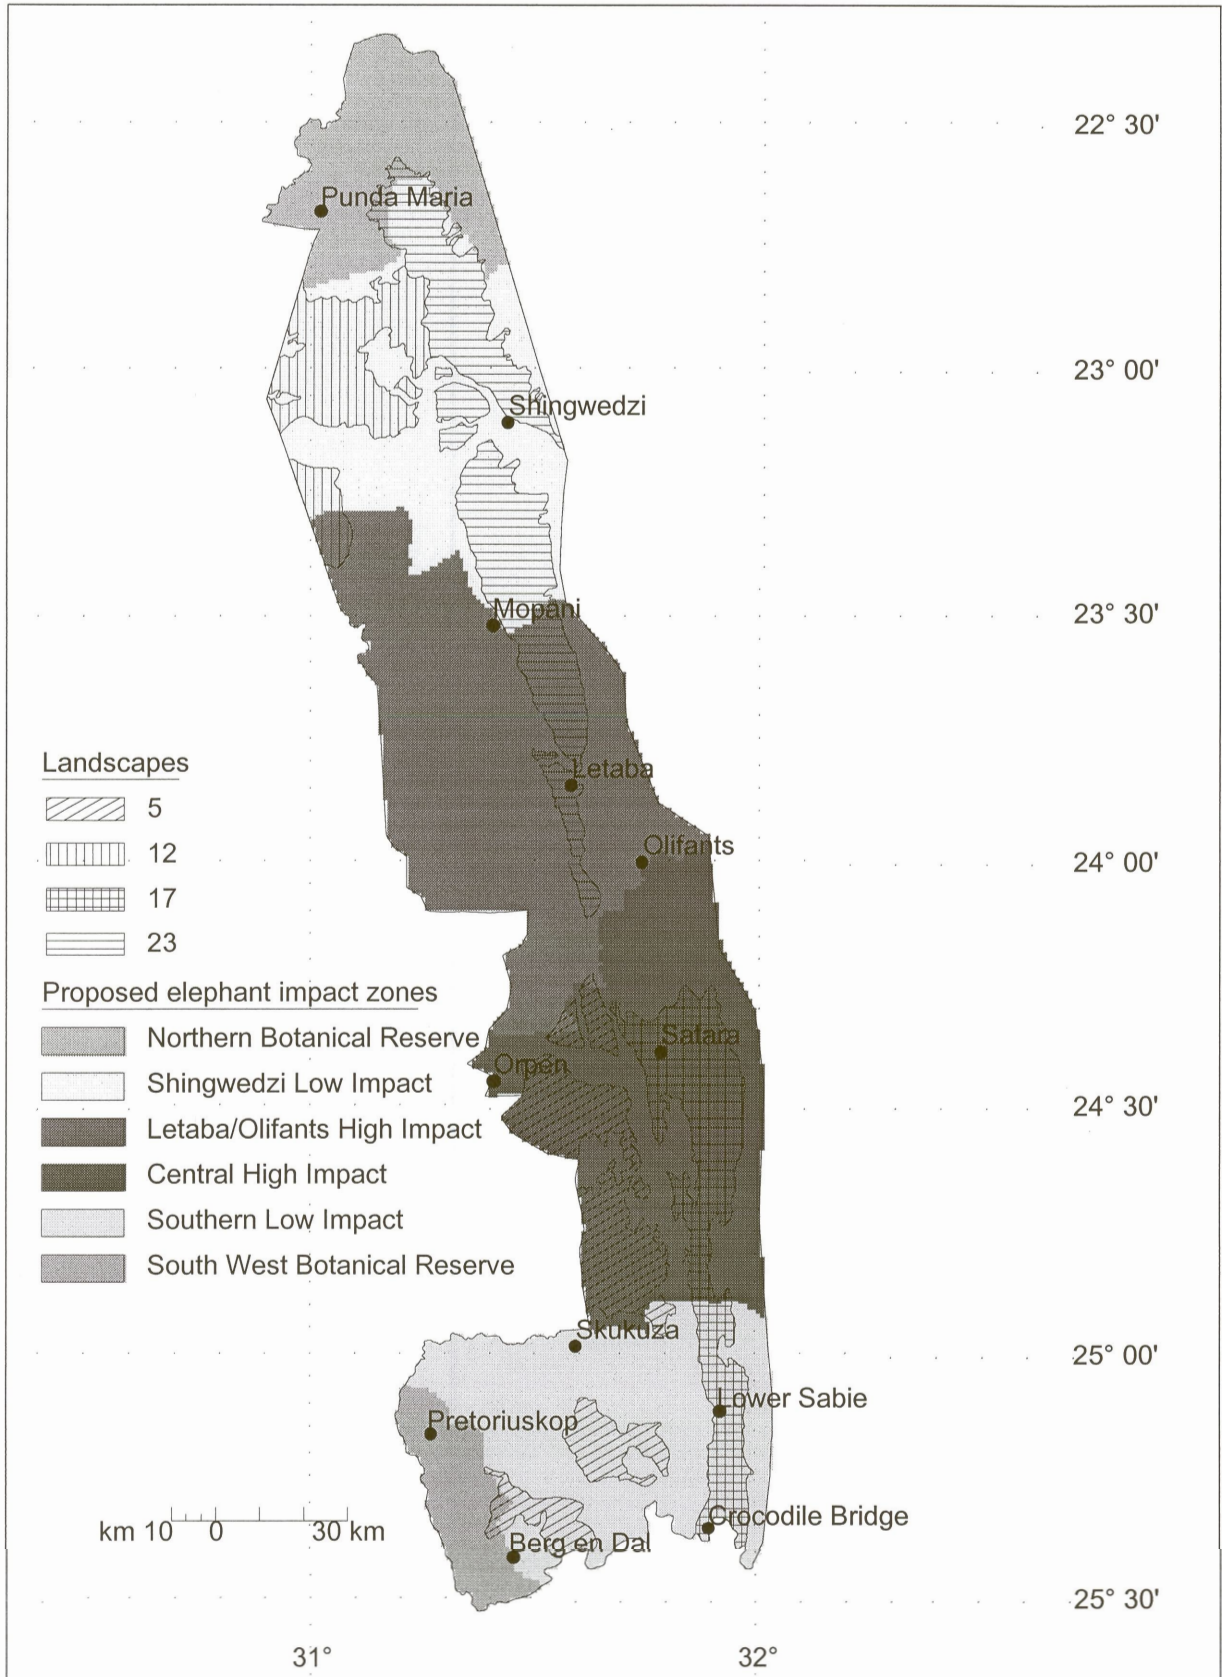 22° 30'
Punda Maria
23° 00'
Shingwedzi
23° 30'
Mopani
Landscapes
Letaba
5
Olifants
12
24° 00'
17
23
Proposed elephant impact zones
Northern Botanical Reserve
Satara
Shingwedzi Low Impact
Orpen
24° 30'
Letaba/Olifants High Impact
Central High Impact
Southern Low Impact
South West Botanical Reserve
Skukuza
25° 00'
Lower Sabie
Pretoriuskop
Crocodile Bridge
km 10 0 30 km
Berg en Dal
25° 30'
31° 32°